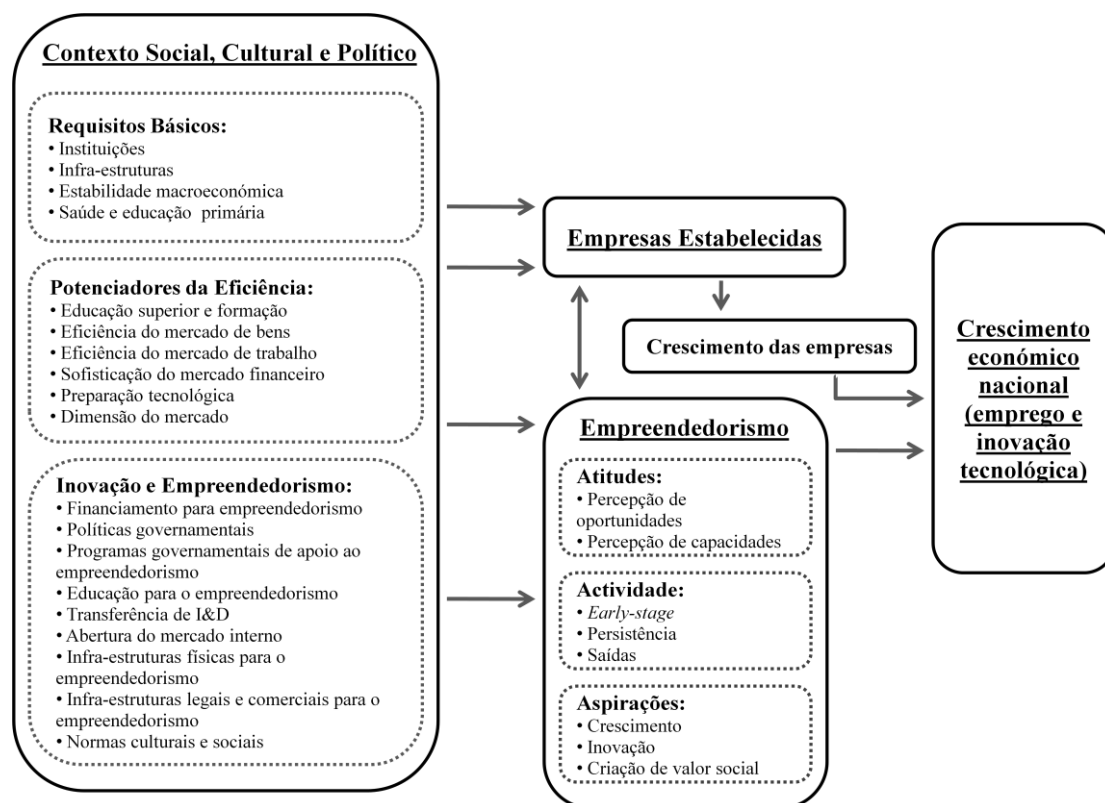 Contexto Social, Cultural e Político
Requisitos Básicos:
• Instituições
• Infra-estruturas
• Estabilidade macroeconómica
• Saúde e educação primária
Potenciadores da Eficiência:
• Educação superior e formação
• Eficiência do mercado de bens
• Eficiência do mercado de trabalho
• Sofisticação do mercado financeiro
• Preparação tecnológica
• Dimensão do mercado
Inovação e Empreendedorismo:
• Financiamento para empreendedorismo
• Políticas governamentais
• Programas governamentais de apoio ao
empreendedorismo
• Educação para o empreendedorismo
• Transferência de I&D
• Abertura do mercado interno
• Infra-estruturas físicas para o
empreendedorismo
• Infra-estruturas legais e comerciais para o
empreendedorismo
• Normas culturais e sociais
Empresas Estabelecidas
Crescimento das empresas
Empreendedorismo
Atitudes:
• Percepção de
oportunidades
• Percepção de capacidades
Actividade:
• Early-stage
• Persistência
• Saídas
Aspirações:
• Crescimento
• Inovação
• Criação de valor social
Crescimento
económico
nacional
(emprego e
inovação
tecnológica)